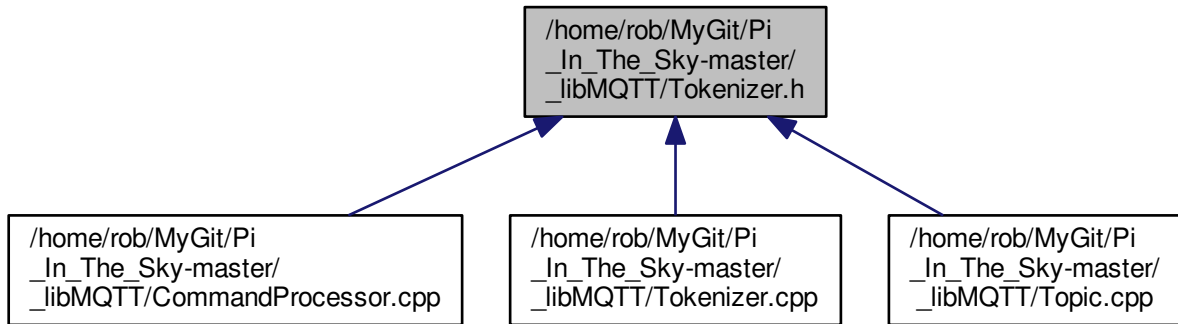 /home/rob/MyGit/Pi
_In_The_Sky-master/
_libMQTT/Tokenizer.h
/home/rob/MyGit/Pi
_In_The_Sky-master/
_libMQTT/CommandProcessor.cpp
/home/rob/MyGit/Pi
_In_The_Sky-master/
_libMQTT/Tokenizer.cpp
/home/rob/MyGit/Pi
_In_The_Sky-master/
_libMQTT/Topic.cpp